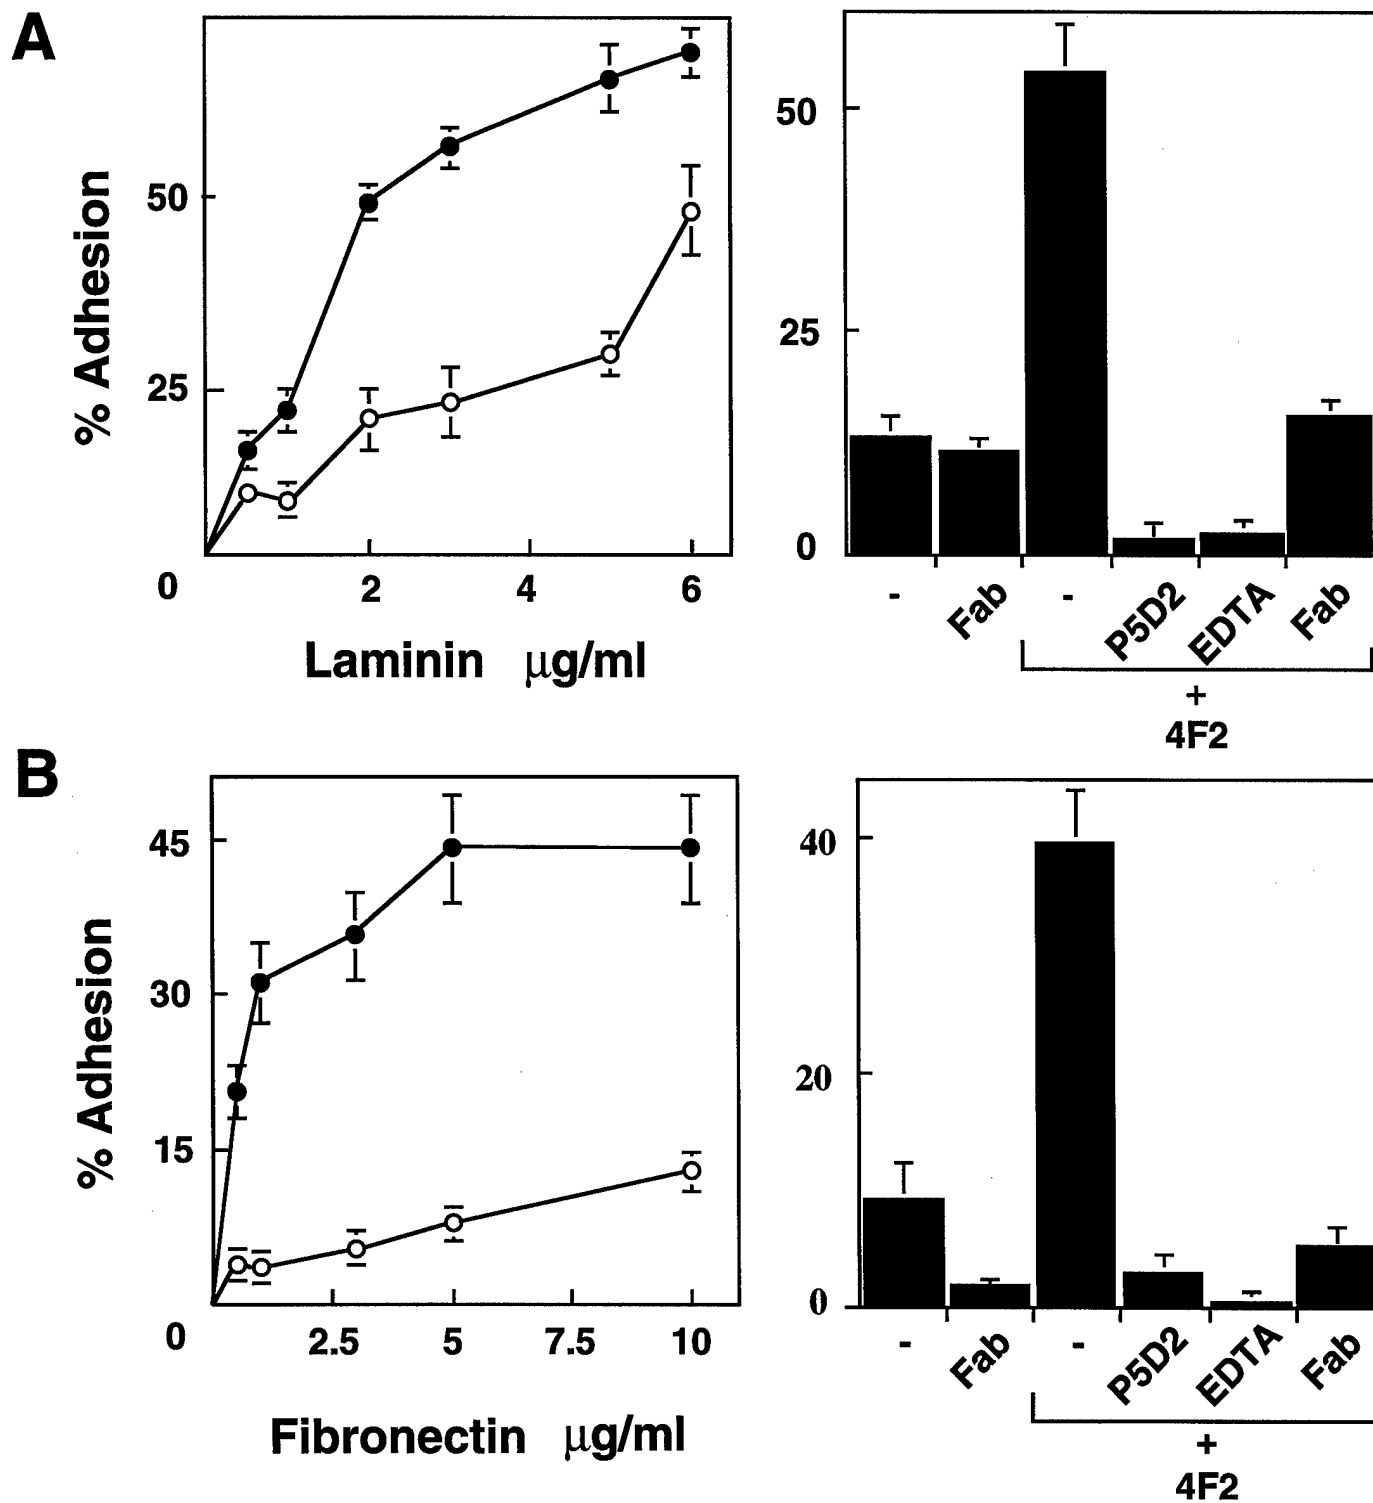 A
% Adhesion
50
25
0
2
4
6
Laminin μg/ml
50
25
0
-
Fab
-
P5D2
EDTA
Fab
+
4F2
B
% Adhesion
45
30
15
0
2.5
5
7.5
10
Fibronectin μg/ml
40
20
0
-
Fab
-
P5D2
EDTA
Fab
+
4F2